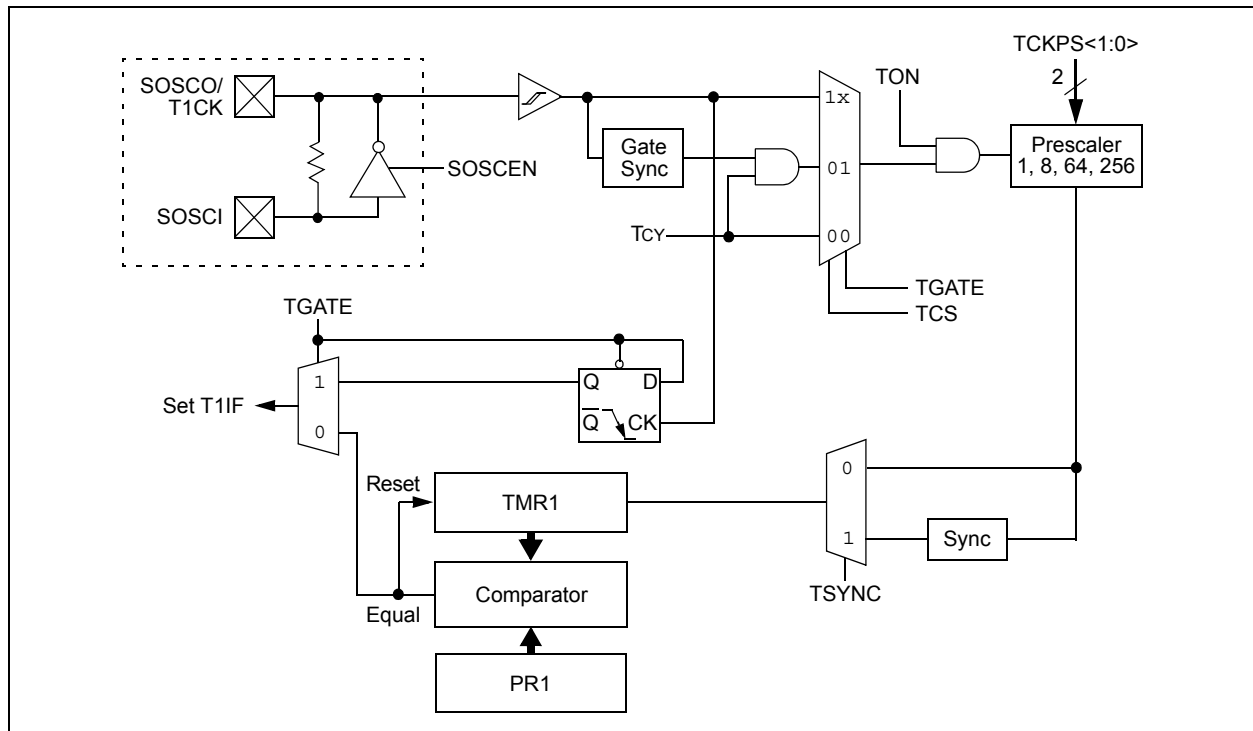 TCKPS<1:0>
2
SOSCO/
T1CK
TON
1x
Prescaler
1, 8, 64, 256
Gate
Sync
01
SOSCEN
SOSCI
TCY
00
TGATE
TCS
TGATE
1
Q
D
Set T1IF
Q
CK
0
0
Reset
TMR1
1
Sync
TSYNC
Comparator
Equal
PR1